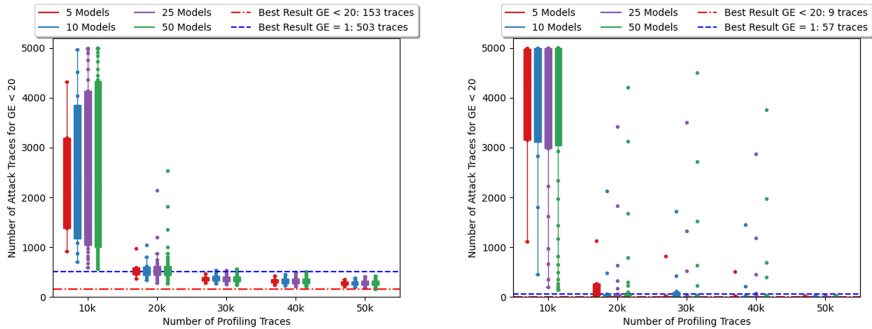 5 Models 25 Models Best Result GE < 20: 153 traces
10 Models 50 Models Best Result GE = 1: 503 traces
Number of Attack Traces for GE < 20
5000
4000
3000
2000
1000
0
10k 20k 30k 40k 50k
Number of Profiling Traces
5 Models 25 Models Best Result GE < 20: 9 traces
10 Models 50 Models Best Result GE = 1: 57 traces
Number of Attack Traces for GE < 20
5000
4000
3000
2000
1000
0
10k 20k 30k 40k 50k
Number of Profiling Traces